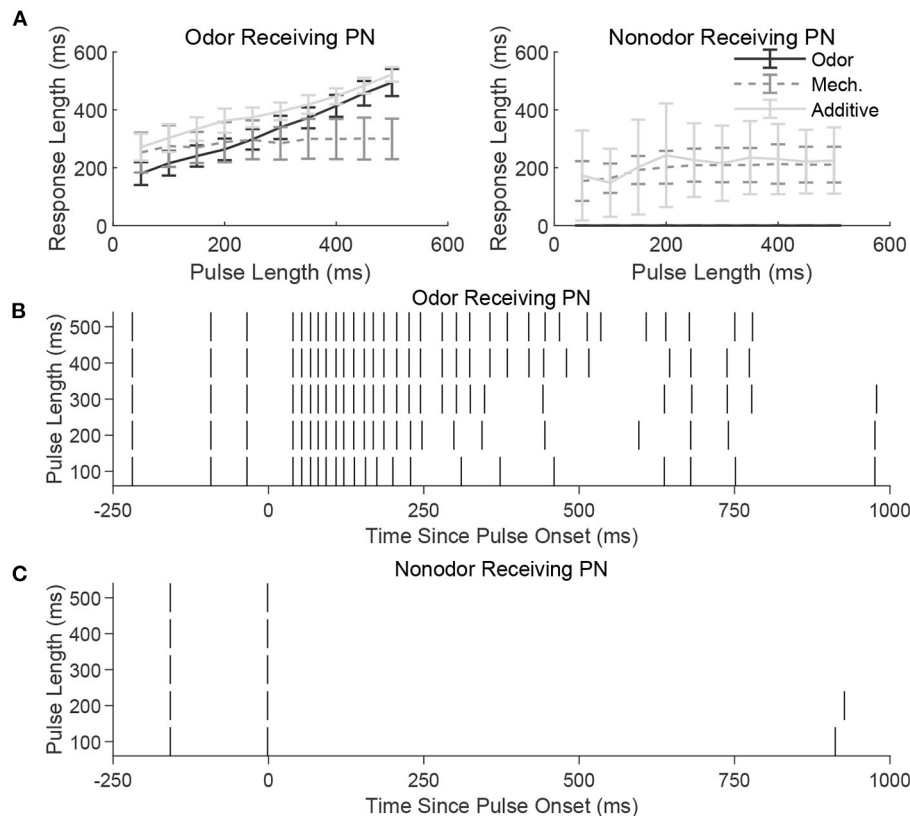 A
Odor Receiving PN
Response Length (ms)
600
400
200
0
0 200 400 600
Pulse Length (ms)
Nonodor Receiving PN
Response Length (ms)
600
400
200
0
0 200 400 600
Pulse Length (ms)
Odor
Mech.
Additive
B
Odor Receiving PN
Pulse Length (ms)
500
400
300
200
100
-250 0 250 500 750 1000
Time Since Pulse Onset (ms)
C
Nonodor Receiving PN
Pulse Length (ms)
500
400
300
200
100
-250 0 250 500 750 1000
Time Since Pulse Onset (ms)